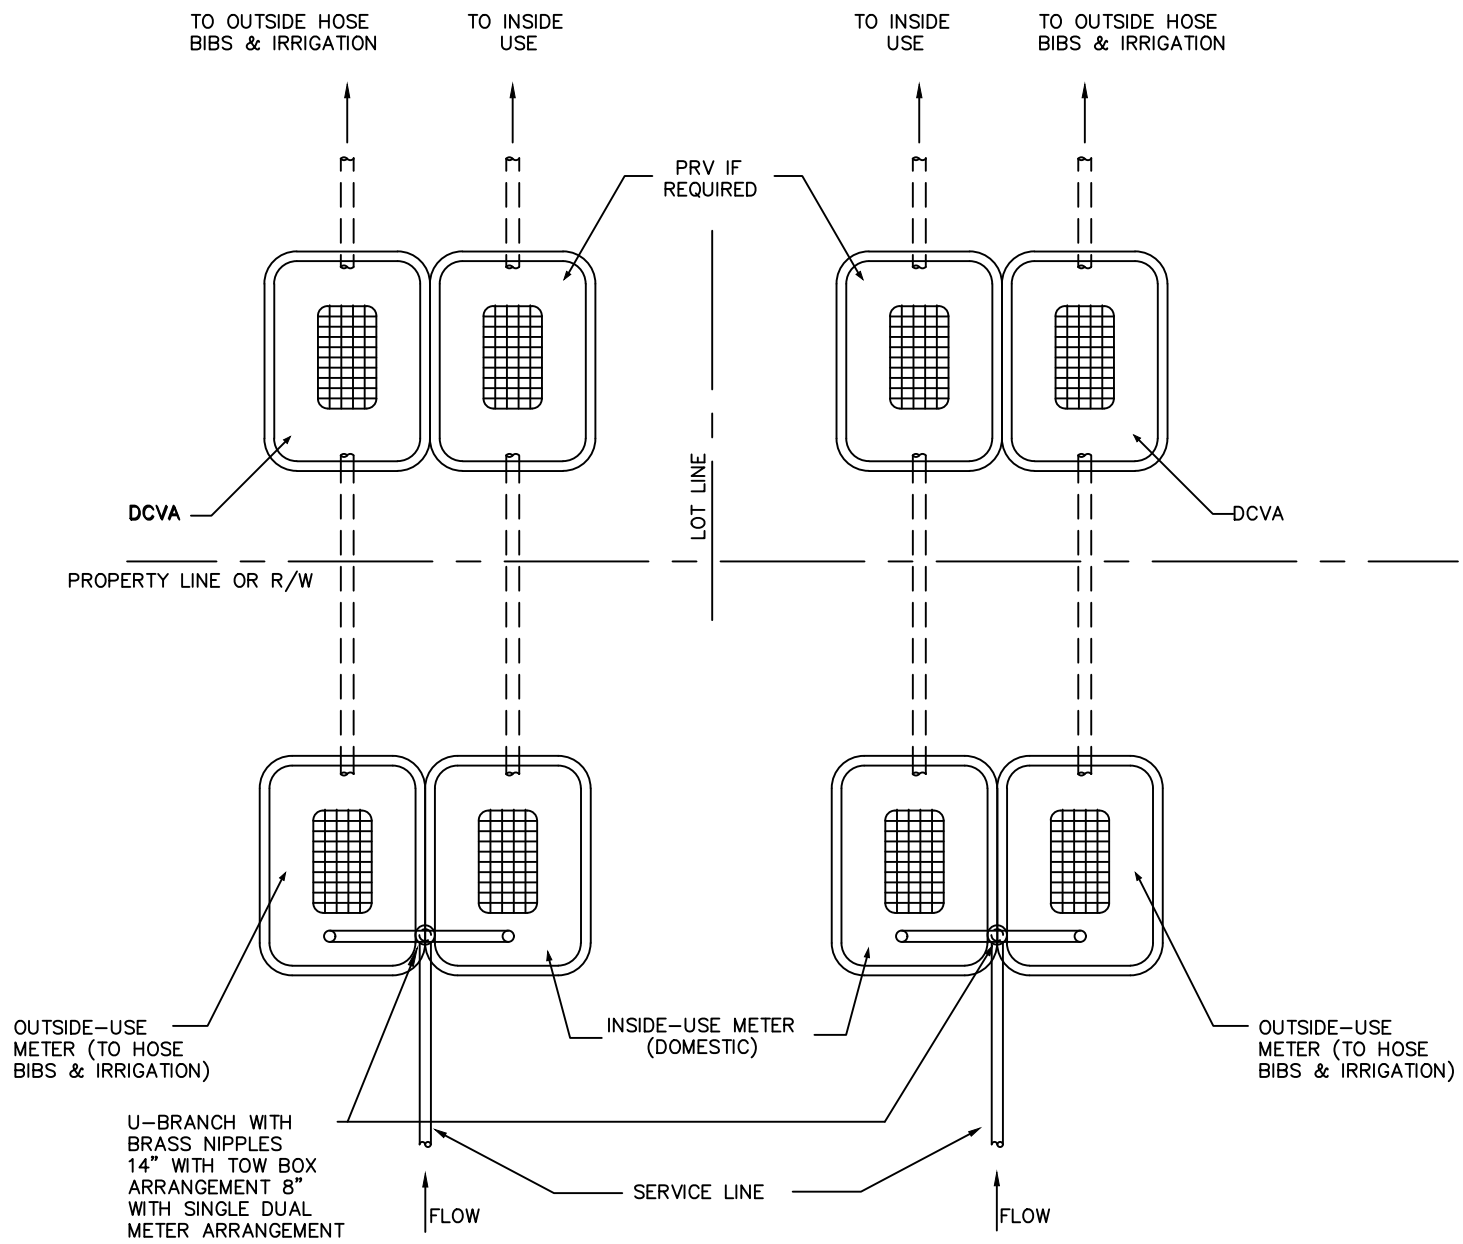 TO OUTSIDE HOSE
BIBS & IRRIGATION
TO INSIDE
USE
TO INSIDE
USE
TO OUTSIDE HOSE
BIBS & IRRIGATION
PRV IF
REQUIRED
LOT LINE
DCVA
DCVA
PROPERTY LINE OR R/W
OUTSIDE-USE
METER (TO HOSE
BIBS & IRRIGATION)
INSIDE-USE METER
(DOMESTIC)
OUTSIDE-USE
METER (TO HOSE
BIBS & IRRIGATION)
U-BRANCH WITH
BRASS NIPPLES
14" WITH TOW BOX
ARRANGEMENT 8"
WITH SINGLE DUAL
METER ARRANGEMENT
SERVICE LINE
FLOW
FLOW